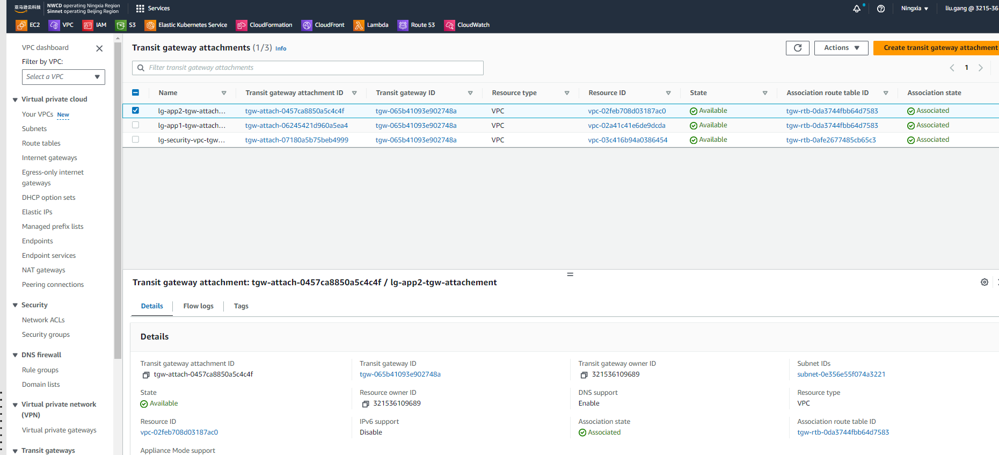 亚马逊云科技
NWCD operating Ningxia Region
Sinnet operating Beijing Region
Services
Ningxia
liu.gang @ 3215-36
EC2 VPC IAM S3 Elastic Kubernetes Service CloudFormation CloudFront Lambda Route 53 CloudWatch
VPC dashboard
Filter by VPC:
Select a VPC
Virtual private cloud
Your VPCs New
Subnets
Route tables
Internet gateways
Egress-only internet
gateways
DHCP option sets
Elastic IPs
Managed prefix lists
Endpoints
Endpoint services
NAT gateways
Peering connections
Security
Network ACLs
Security groups
DNS firewall
Rule groups
Domain lists
Virtual private network
(VPN)
Virtual private gateways
Transit gateways
Transit gateway attachments (1/3) Info
Actions
Create transit gateway attachment
Filter transit gateway attachments
1
Name Transit gateway attachment ID Transit gateway ID Resource type Resource ID State Association route table ID Association state
lg-app2-tgw-attach... tgw-attach-0457ca8850a5c4c4f tgw-065b41093e902748a VPC vpc-02feb708d03187ac0 Available tgw-rtb-0da3744fbb64d7583 Associated
lg-app1-tgw-attach... tgw-attach-06245421d960a5ea4 tgw-065b41093e902748a VPC vpc-02a41c41e6de9dcda Available tgw-rtb-0da3744fbb64d7583 Associated
lg-security-vpc-tgw... tgw-attach-07180a5b75beb4999 tgw-065b41093e902748a VPC vpc-03c416b94a0386454 Available tgw-rtb-0afe2677485cb65c3 Associated
Transit gateway attachment: tgw-attach-0457ca8850a5c4c4f / lg-app2-tgw-attachement
Details Flow logs Tags
Details
Transit gateway attachment ID Transit gateway ID Transit gateway owner ID Subnet IDs
tgw-attach-0457ca8850a5c4c4f tgw-065b41093e902748a 321536109689 subnet-0e356e55f074a3221
State Resource owner ID DNS support Resource type
Available 321536109689 Enable VPC
Resource ID IPv6 support Association state Association route table ID
vpc-02feb708d03187ac0 Disable Associated tgw-rtb-0da3744fbb64d7583
Appliance Mode support